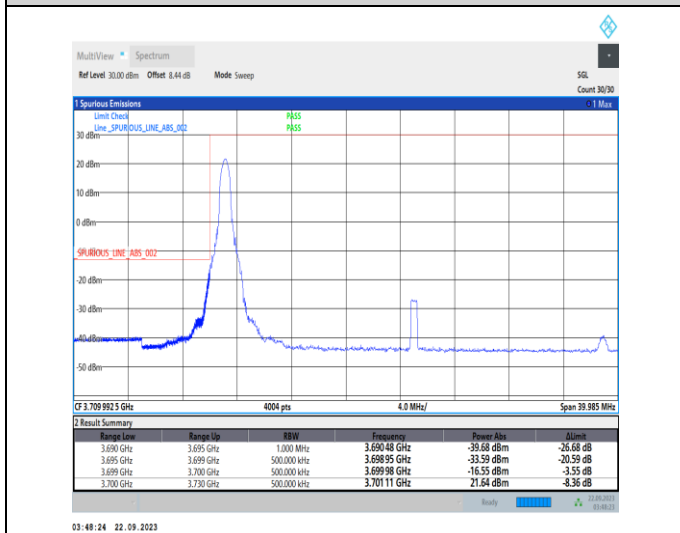 MultiView Spectrum
Ref Level 30.00 dBm Offset 8.44 dB Mode Sweep SGL
Count 30/30
1 Spurious Emissions 1 Max
Limit Check PASS
Line _SPURIOUS_LINE_ABS_002 PASS
30 dBm
20 dBm
10 dBm
0 dBm
_SPURIOUS_LINE_ABS_002
-20 dBm
-30 dBm
-40 dBm
-50 dBm
CF 3.709 992 5 GHz 4004 pts 4.0 MHz/ Span 39.985 MHz
2 Result Summary
Range Low Range Up RBW Frequency Power Abs ΔLimit
3.690 GHz 3.695 GHz 1.000 MHz 3.690 48 GHz -39.68 dBm -26.68 dB
3.695 GHz 3.699 GHz 500.000 kHz 3.698 95 GHz -33.59 dBm -20.59 dB
3.699 GHz 3.700 GHz 500.000 kHz 3.699 98 GHz -16.55 dBm -3.55 dB
3.700 GHz 3.730 GHz 500.000 kHz 3.701 11 GHz 21.64 dBm -8.36 dB
Ready 22.09.2023
03:48:23
03:48:24 22.09.2023